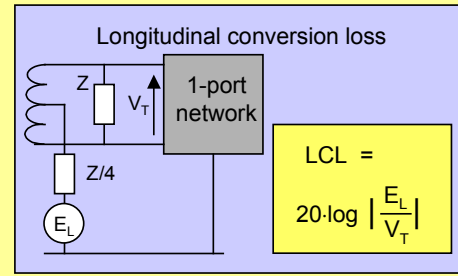 Longitudinal conversion loss
Z
V_T
1-port
network
Z/4
E_L
LCL =
20·log |E_L/V_T|